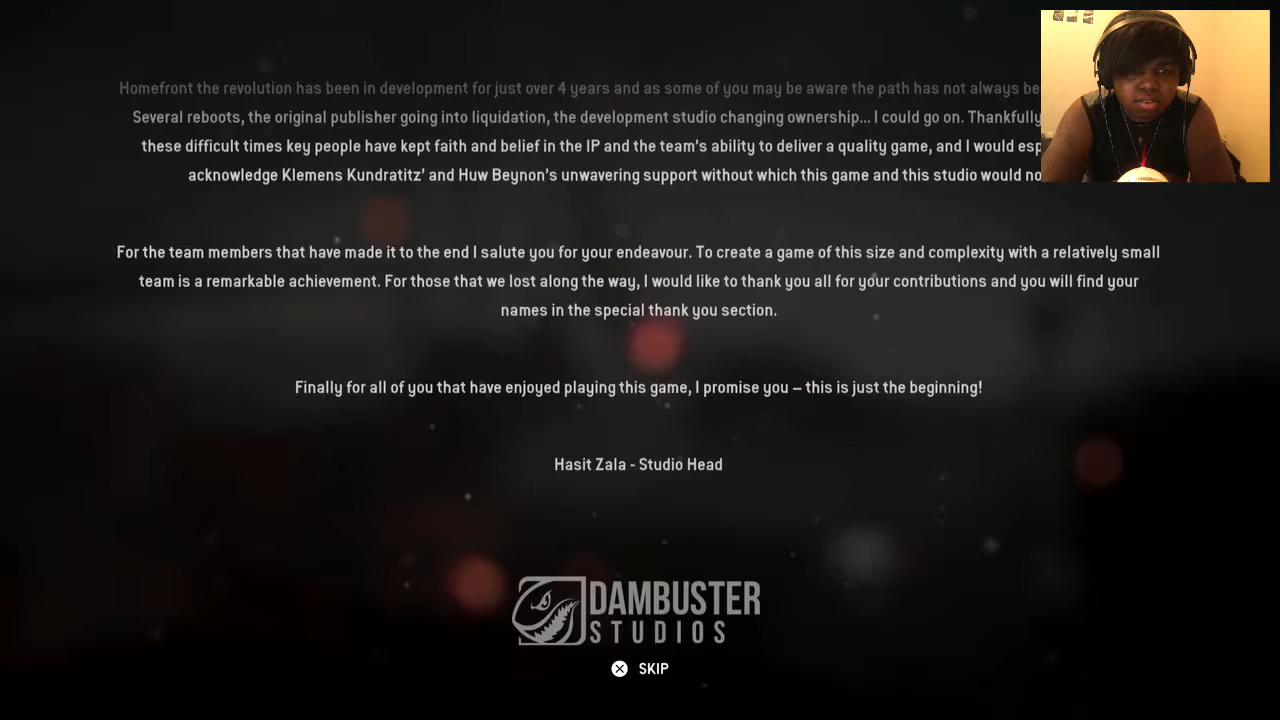 Homefront the revolution has been in development for just over 4 years and as some of you may be aware the path has not always
Several reboots, the original publisher going into liquidation, the development studio changing ownership... I could go on. Thankfully
these difficult times key people have kept faith and belief in the IP and the team's ability to deliver a quality game, and I would
acknowledge Klemens Kundratitz' and Huw Beynon's unwavering support without which this game and this studio would
For the team members that have made it to the end I salute you for your endeavour. To create a game of this size and complexity with a relatively small
team is a remarkable achievement. For those that we lost along the way, I would like to thank you all for your contributions and you will find your
names in the special thank you section.
Finally for all of you that have enjoyed playing this game, I promise you – this is just the beginning!
Hasit Zala - Studio Head
DAMBUSTER
STUDIOS
SKIP